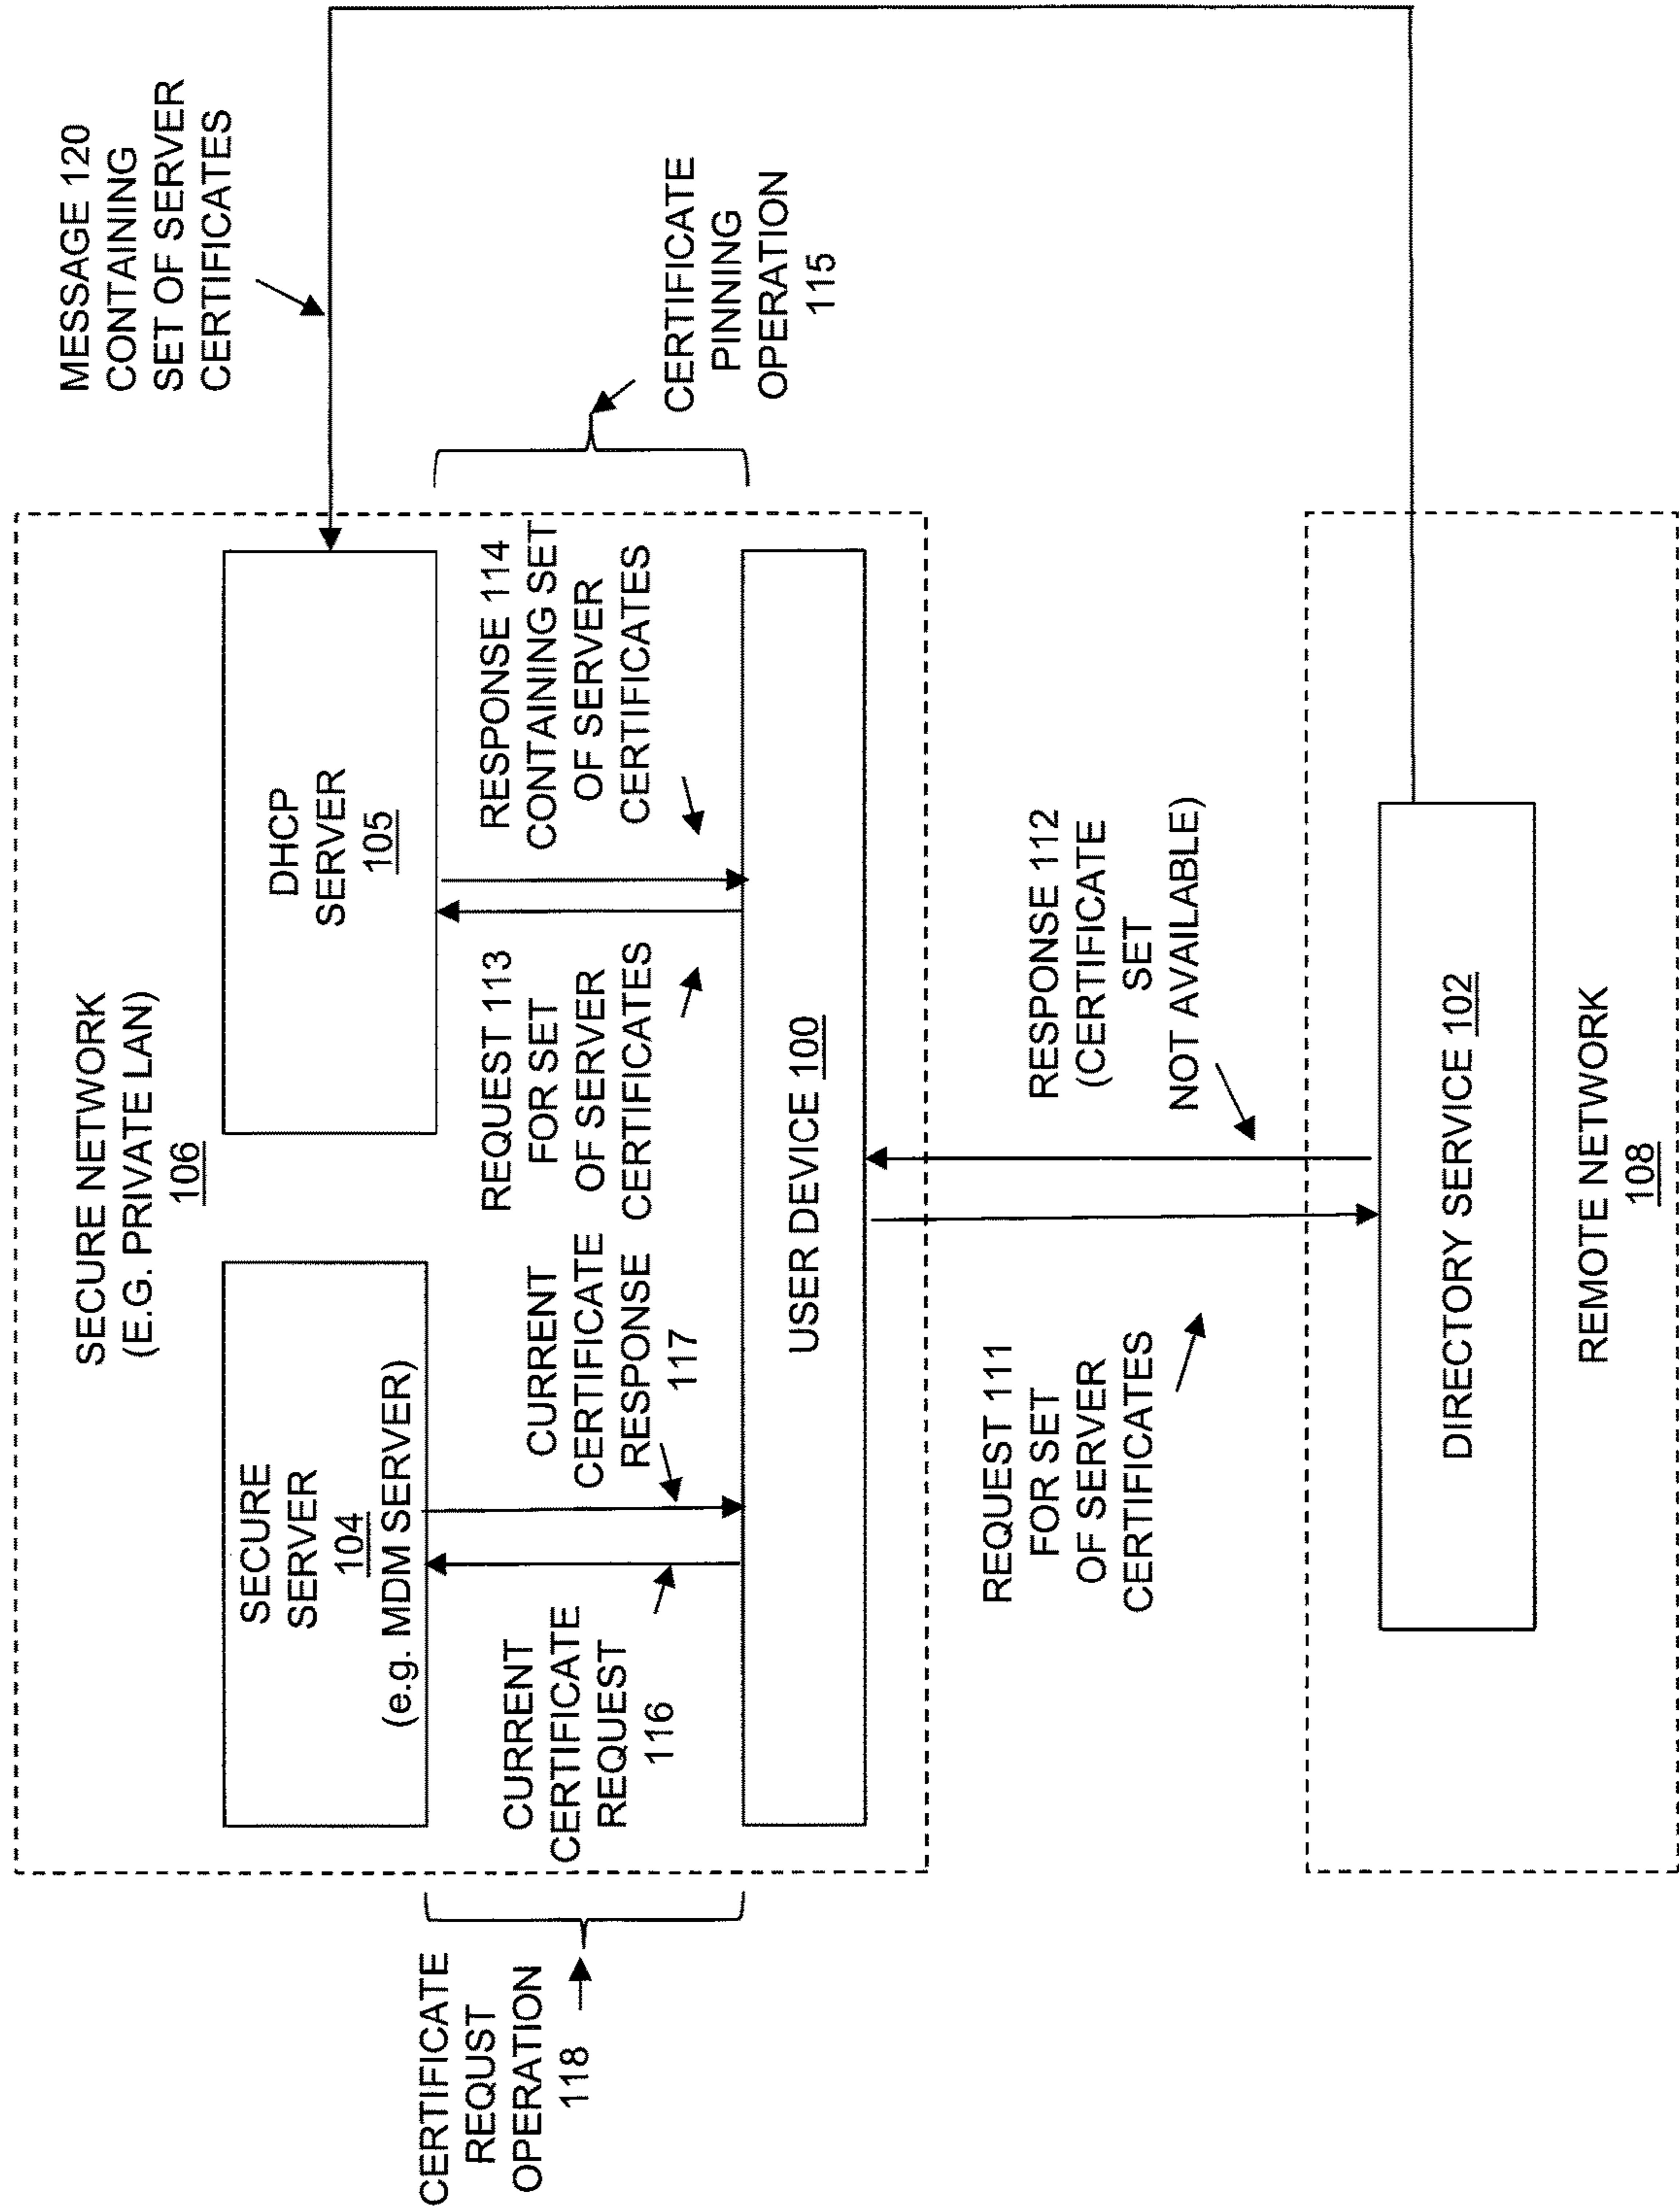 SECURE NETWORK
(E.G. PRIVATE LAN)
106
MESSAGE 120
CONTAINING
SET OF SERVER
CERTIFICATES
SECURE
SERVER
104
(e.g. MDM SERVER)
DHCP
SERVER
105
CERTIFICATE
REQUST
OPERATION
118
CURRENT
CERTIFICATE
REQUEST
116
CURRENT
CERTIFICATE
RESPONSE
117
REQUEST 113
FOR SET
OF SERVER
CERTIFICATES
RESPONSE 114
CONTAINING SET
OF SERVER
CERTIFICATES
CERTIFICATE
PINNING
OPERATION
115
USER DEVICE 100
REQUEST 111
FOR SET
OF SERVER
CERTIFICATES
RESPONSE 112
(CERTIFICATE
SET
NOT AVAILABLE)
DIRECTORY SERVICE 102
REMOTE NETWORK
108